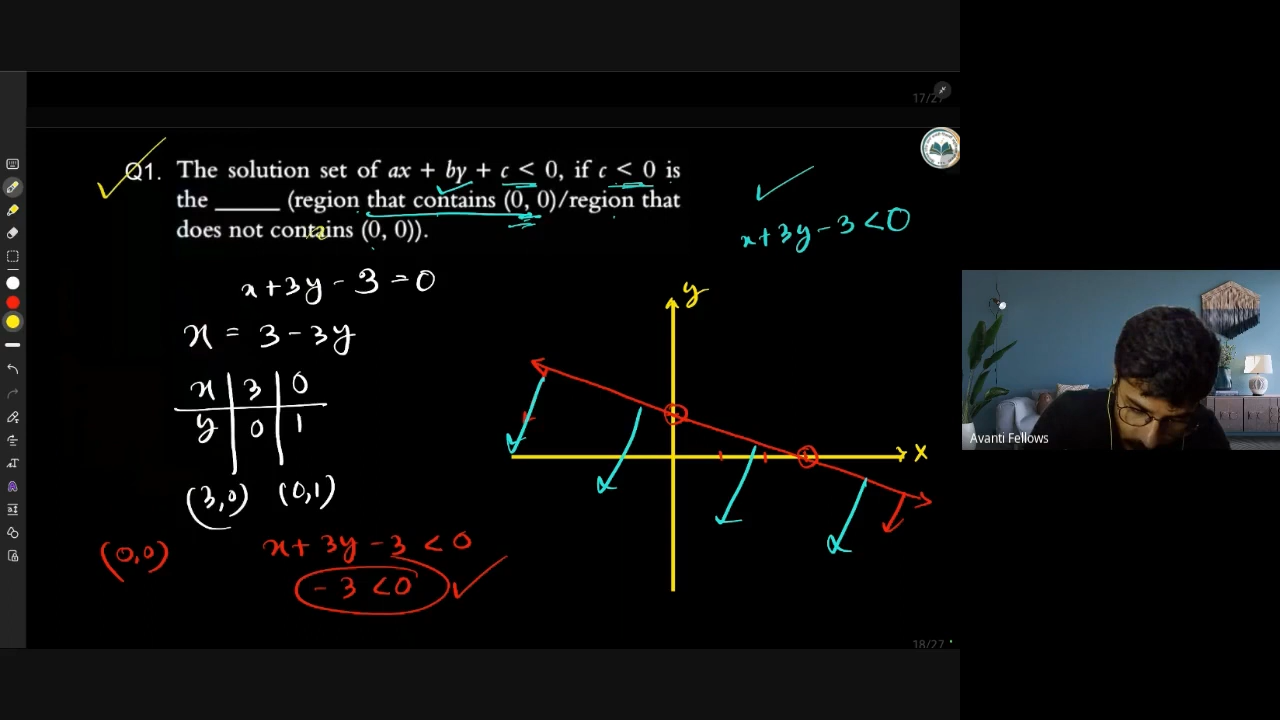 17/27
Q1. The solution set of ax + by + c < 0, if c < 0 is
the ______ (region that contains (0, 0)/region that
does not contains (0, 0)).
x+3y-3<0
x+3y-3=0
x = 3-3y
x 3 0
y 0 1
(3,0) (0,1)
(0,0)
x+3y-3<0
-3<0
y
x
Avanti Fellows
18/27